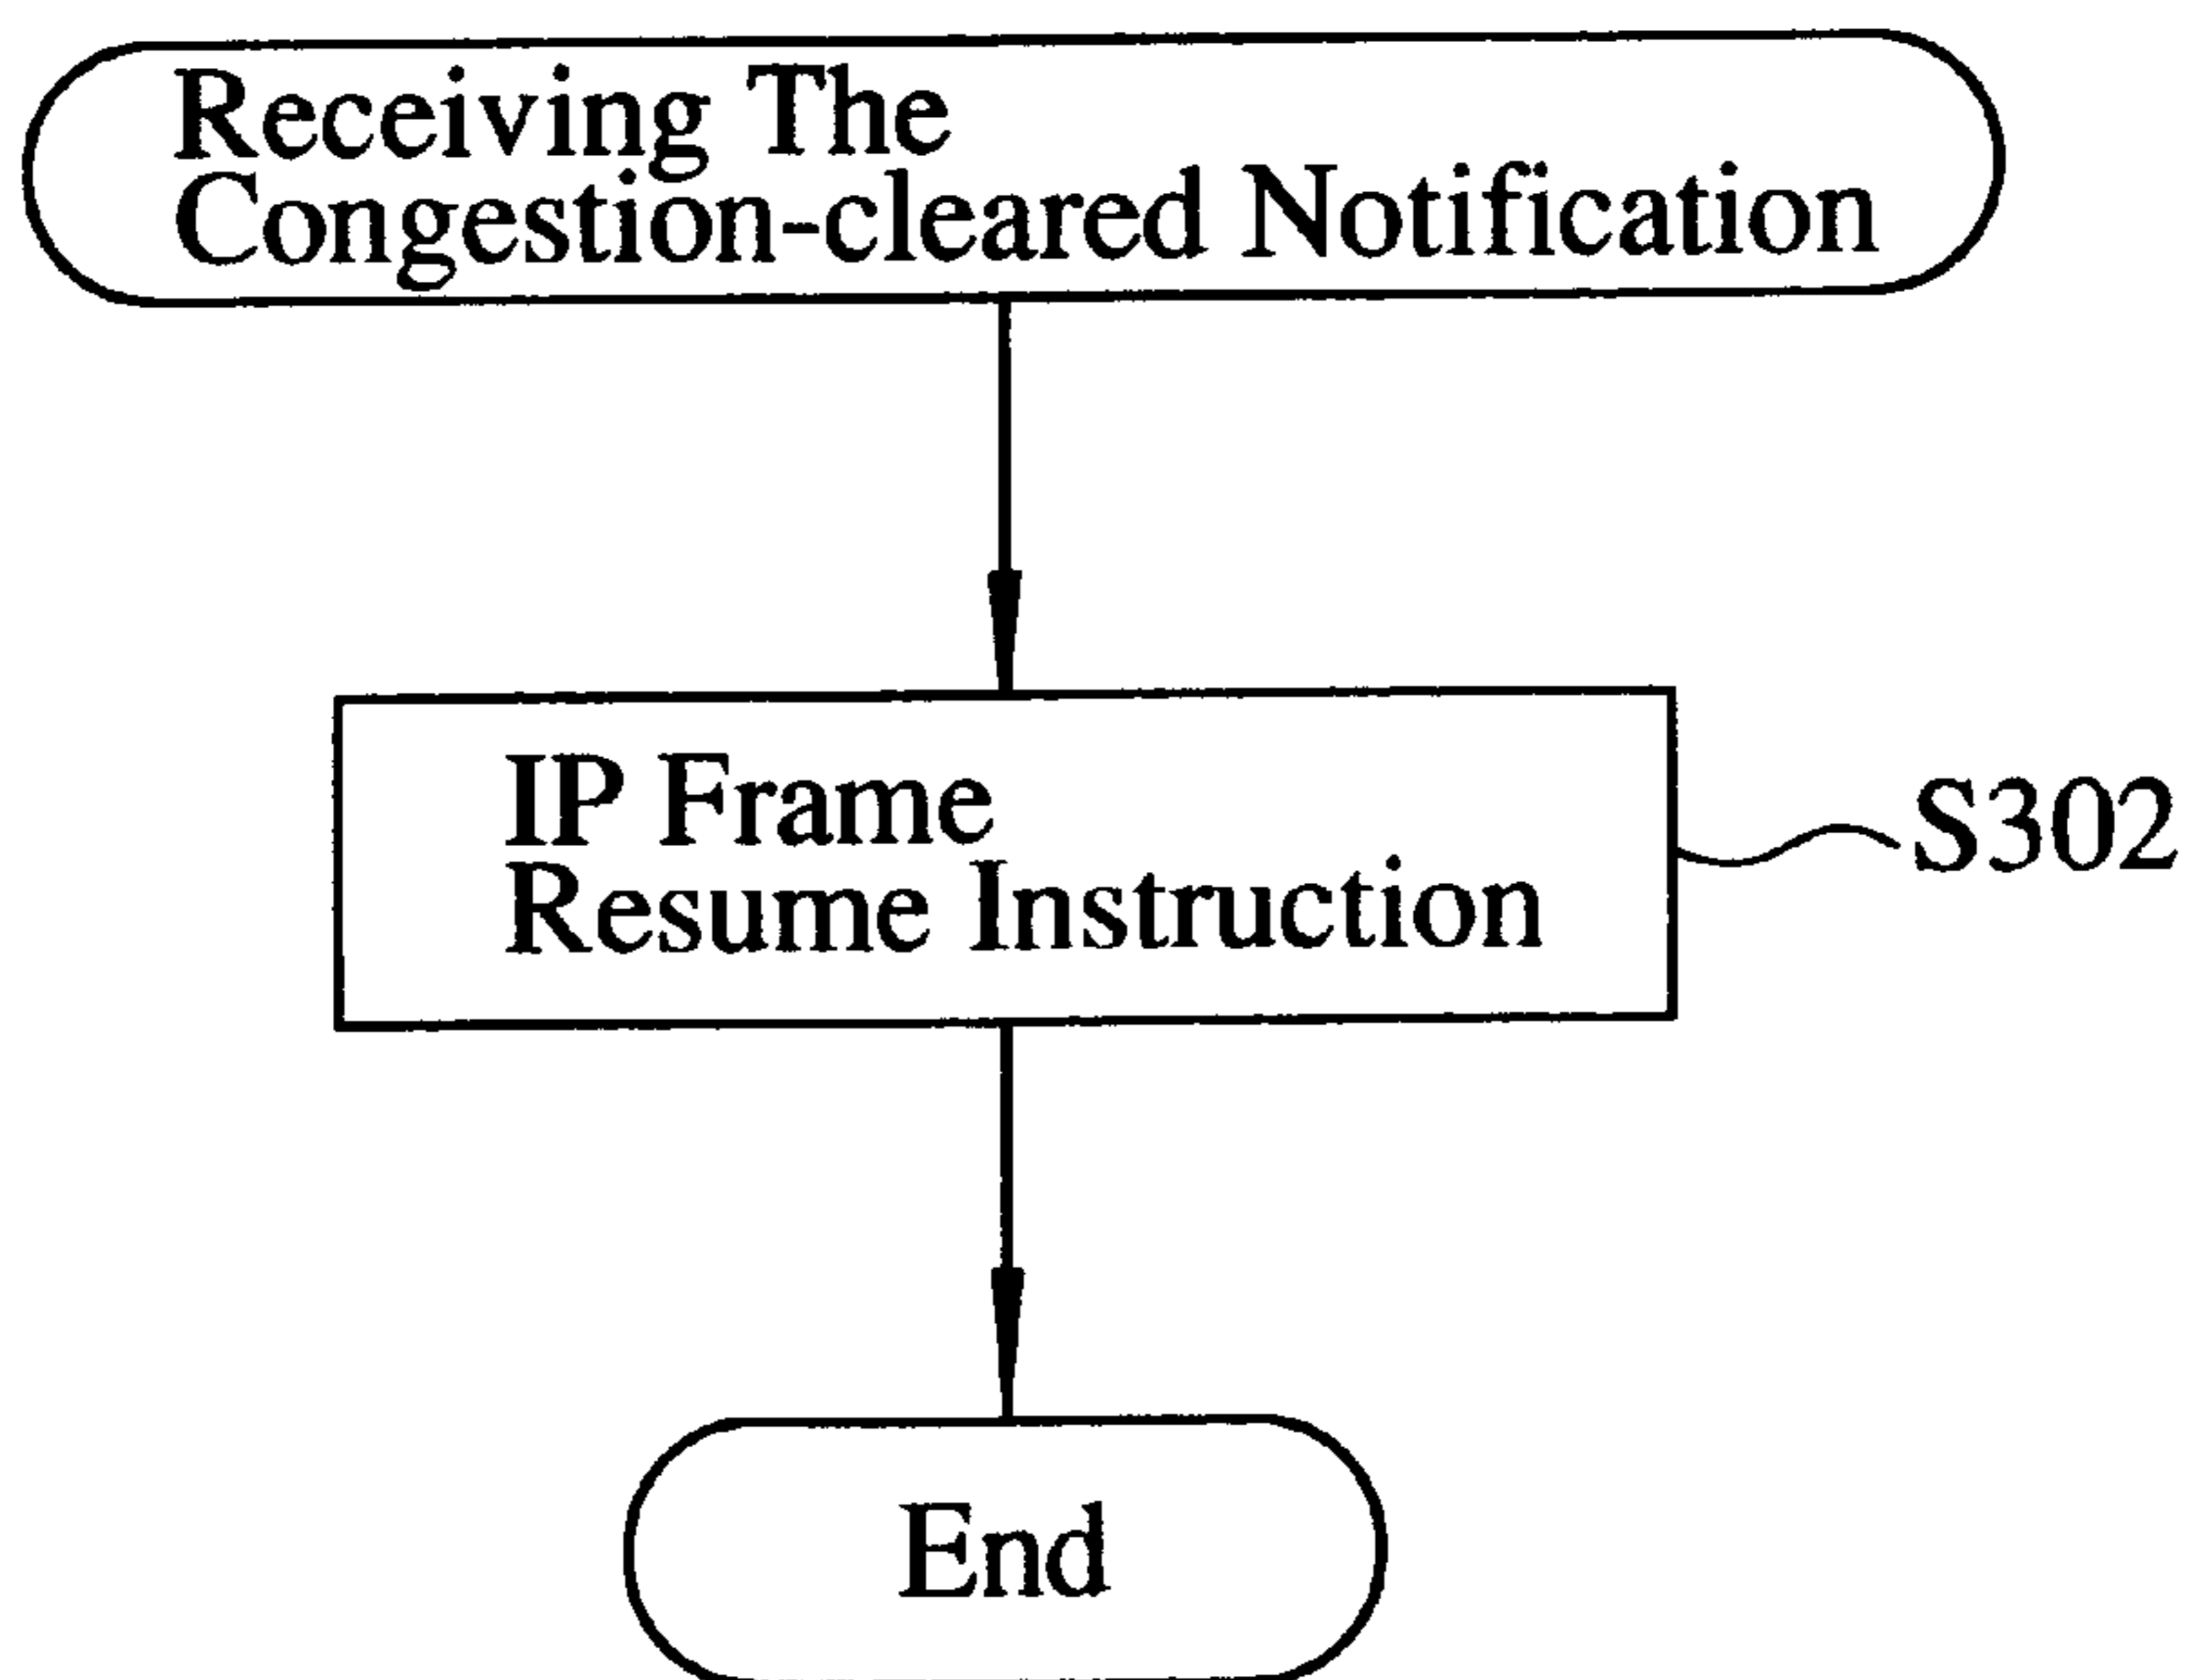 Receiving The
Congestion-cleared Notification
IP Frame
Resume Instruction
S302
End